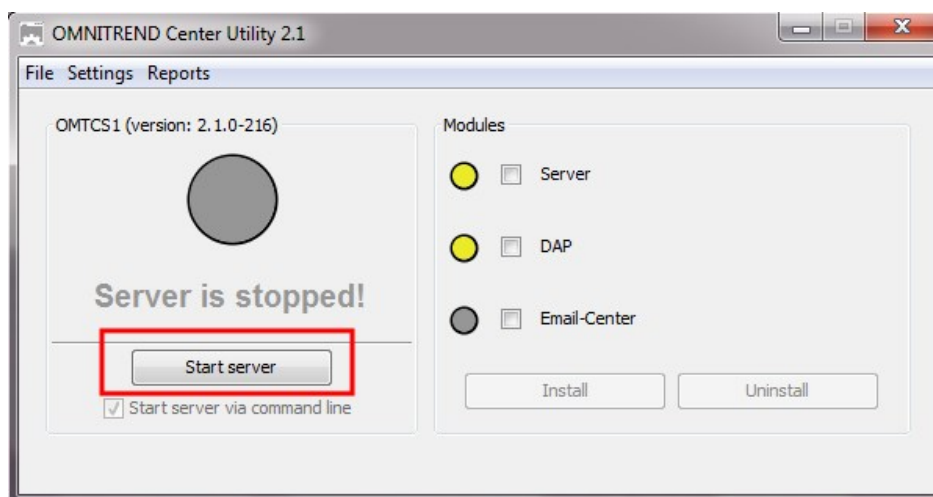 OMNITREND Center Utility 2.1
File Settings Reports
OMTCS1 (version: 2.1.0-216)
Server is stopped!
Start server
Start server via command line
Modules
Server
DAP
Email-Center
Install
Uninstall